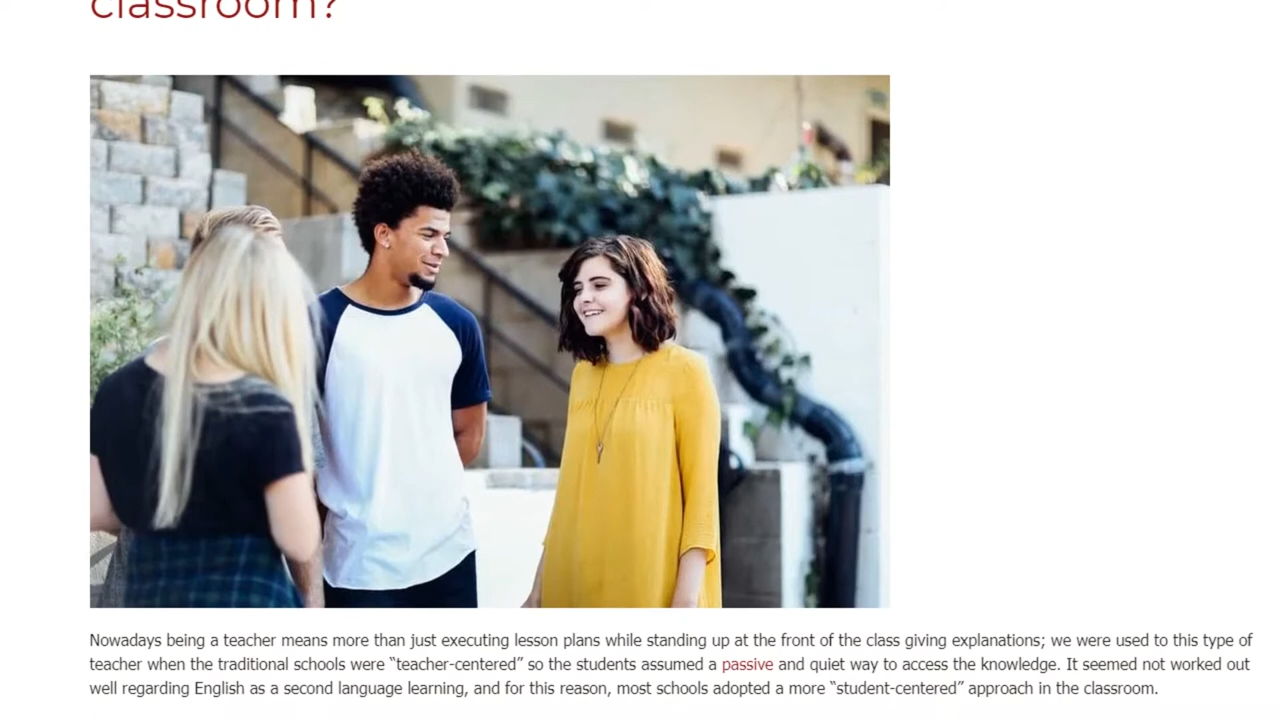 classroom?
Nowadays being a teacher means more than just executing lesson plans while standing up at the front of the class giving explanations; we were used to this type of
teacher when the traditional schools were “teacher-centered” so the students assumed a passive and quiet way to access the knowledge. It seemed not worked out
well regarding English as a second language learning, and for this reason, most schools adopted a more “student-centered” approach in the classroom.